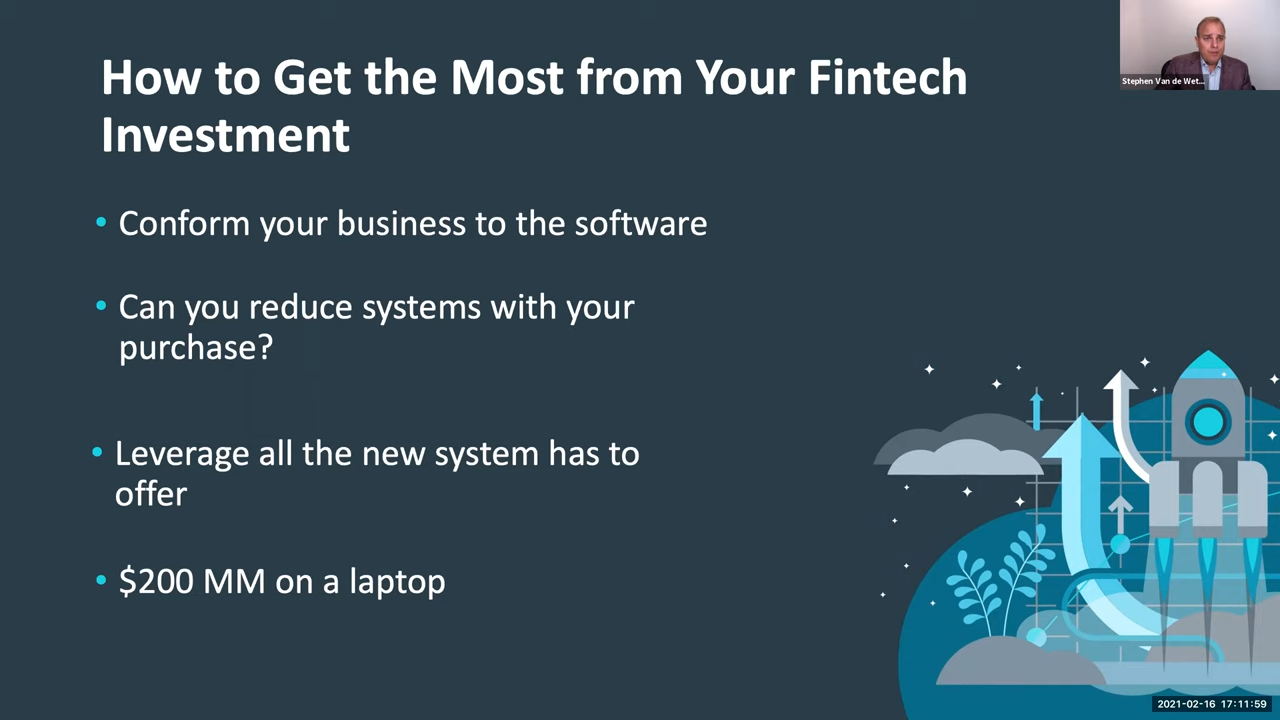 How to Get the Most from Your Fintech
Investment
Stephen Van de Wet...
• Conform your business to the software
• Can you reduce systems with your
purchase?
• Leverage all the new system has to
offer
• $200 MM on a laptop
2021-02-16 17:11:59